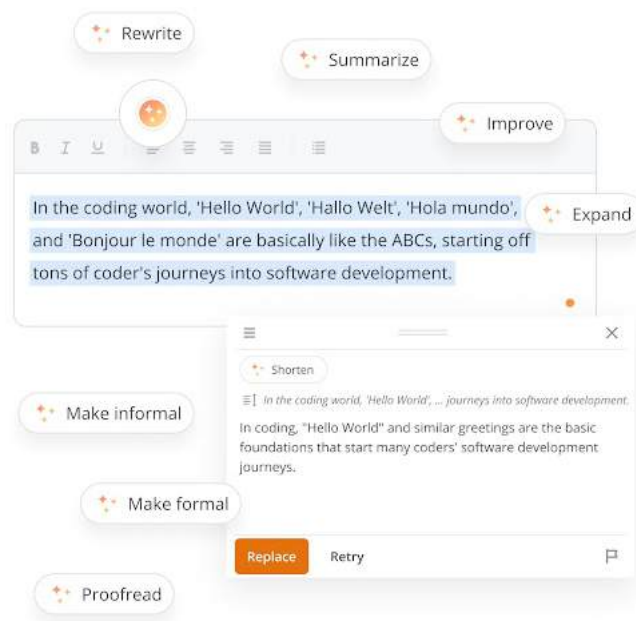 Rewrite
Summarize
Improve
B I U
In the coding world, 'Hello World', 'Hallo Welt', 'Hola mundo',
Expand
and 'Bonjour le monde' are basically like the ABCs, starting off
tons of coder's journeys into software development.
Shorten
In the coding world, 'Hello World', ... journeys into software development.
Make informal
In coding, "Hello World" and similar greetings are the basic
foundations that start many coders' software development
journeys.
Make formal
Replace Retry
Proofread